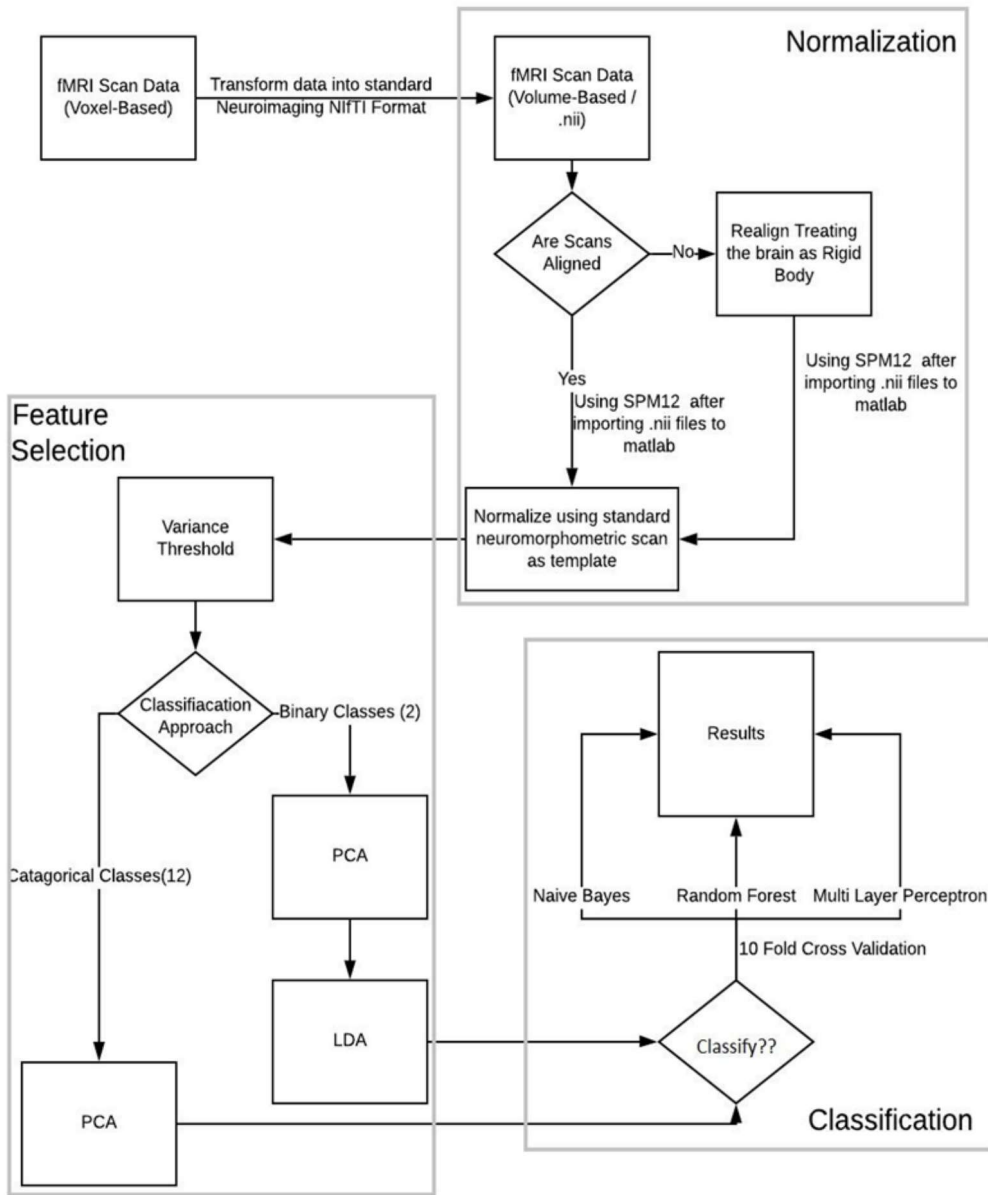 Normalization
fMRI Scan Data
(Voxel-Based)
Transform data into standard
Neuroimaging NIfTI Format
fMRI Scan Data
(Volume-Based /
.nii)
Are Scans
Aligned
No
Realign Treating
the brain as Rigid
Body
Yes
Using SPM12 after
importing .nii files to
matlab
Using SPM12 after
importing .nii files to
matlab
Normalize using standard
neuromorphometric scan
as template
Feature
Selection
Variance
Threshold
Classifiacation
Approach
Binary Classes (2)
Catagorical Classes(12)
PCA
LDA
PCA
Results
Naive Bayes
Random Forest
Multi Layer Perceptron
10 Fold Cross Validation
Classify??
Classification